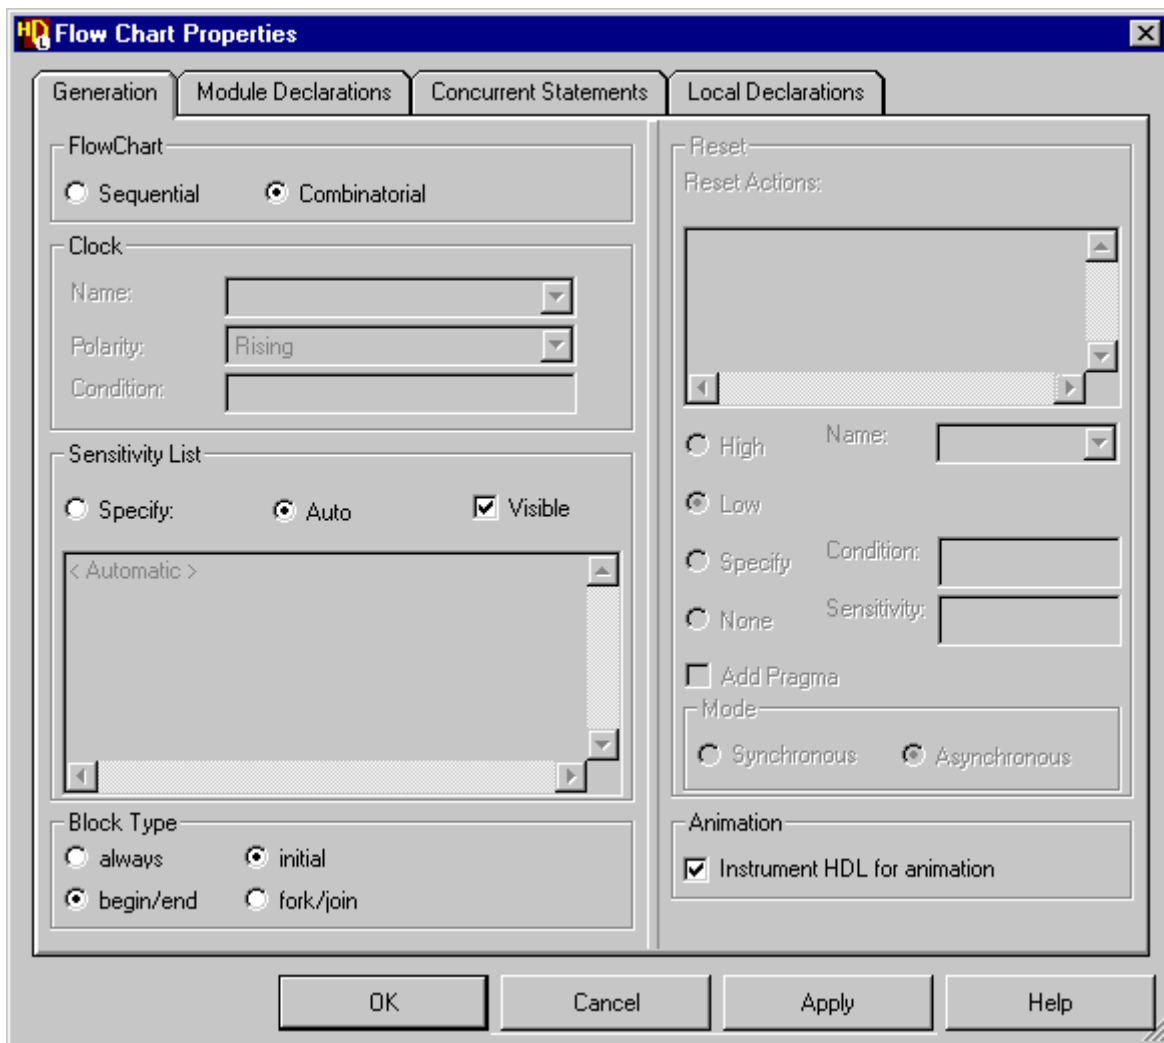 HDL Flow Chart Properties
Generation Module Declarations Concurrent Statements Local Declarations
FlowChart
Sequential Combinatorial
Clock
Name:
Polarity: Rising
Condition:
Sensitivity List
Specify: Auto Visible
< Automatic >
Block Type
always initial
begin/end fork/join
Reset
Reset Actions:
High Name:
Low
Specify Condition:
None Sensitivity:
Add Pragma
Mode
Synchronous Asynchronous
Animation
Instrument HDL for animation
OK Cancel Apply Help